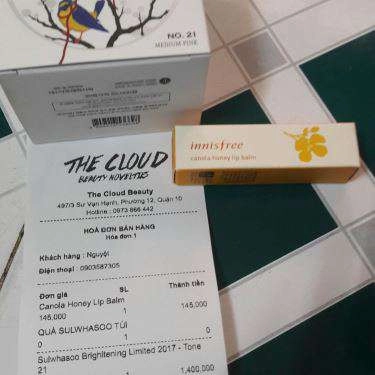 NO. 21
MEDIUM PINK
innisfree
canola honey lip balm
THE CLOUD
BEAUTY NOVELTIES
The Cloud Beauty
497/3 Sư Vạn Hạnh, Phường 12, Quận 10
Hotline : 0973 666 442
HOÁ ĐƠN BÁN HÀNG
Hóa đơn 1
Khách hàng : Nguyệt
Điện thoại : 0903587305
Đơn giá SL Thành tiền
Canola Honey Lip Balm
145,000 1 145,000
QUÀ SULWHASOO TÚI
0 1 0
Sulwhasoo Brightening Limited 2017 - Tone
21
1 1,400,000